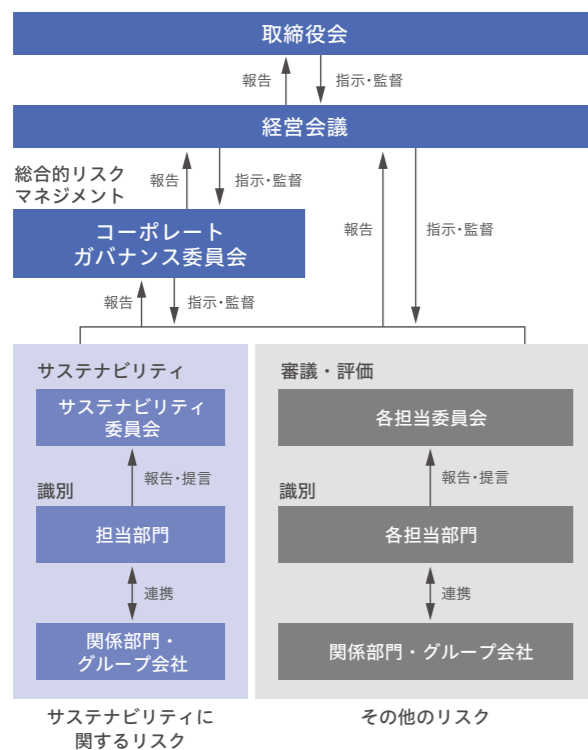 取締役会
報告
指示・監督
経営会議
総合的リスク
マネジメント
報告
指示・監督
コーポレート
ガバナンス委員会
報告
指示・監督
報告
指示・監督
サステナビリティ
サステナビリティ
委員会
報告・提言
識別
担当部門
連携
関係部門・
グループ会社
サステナビリティに
関するリスク
審議・評価
各担当委員会
報告・提言
識別
各担当部門
連携
関係部門・グループ会社
その他のリスク